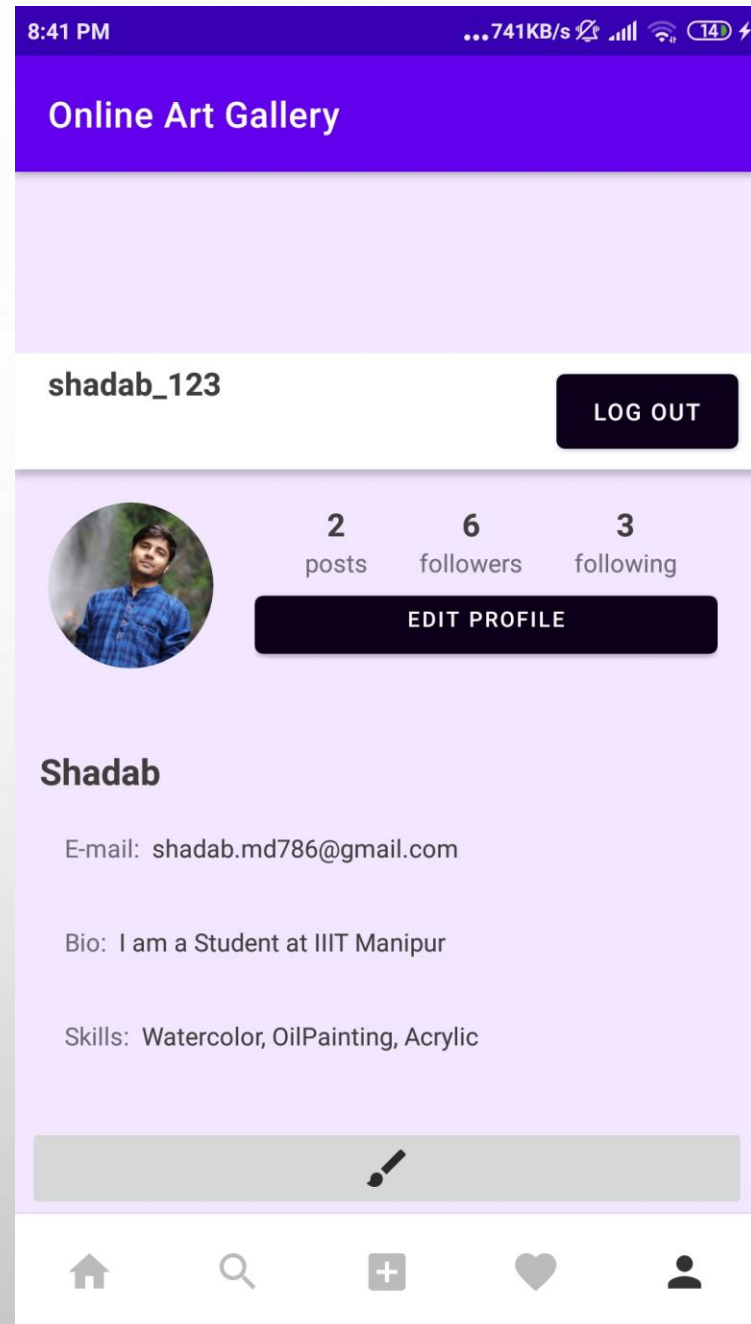 8:41 PM ...741KB/s 14
Online Art Gallery
shadab_123
LOG OUT
2 6 3
posts followers following
EDIT PROFILE
Shadab
E-mail: shadab.md786@gmail.com
Bio: I am a Student at IIIT Manipur
Skills: Watercolor, OilPainting, Acrylic